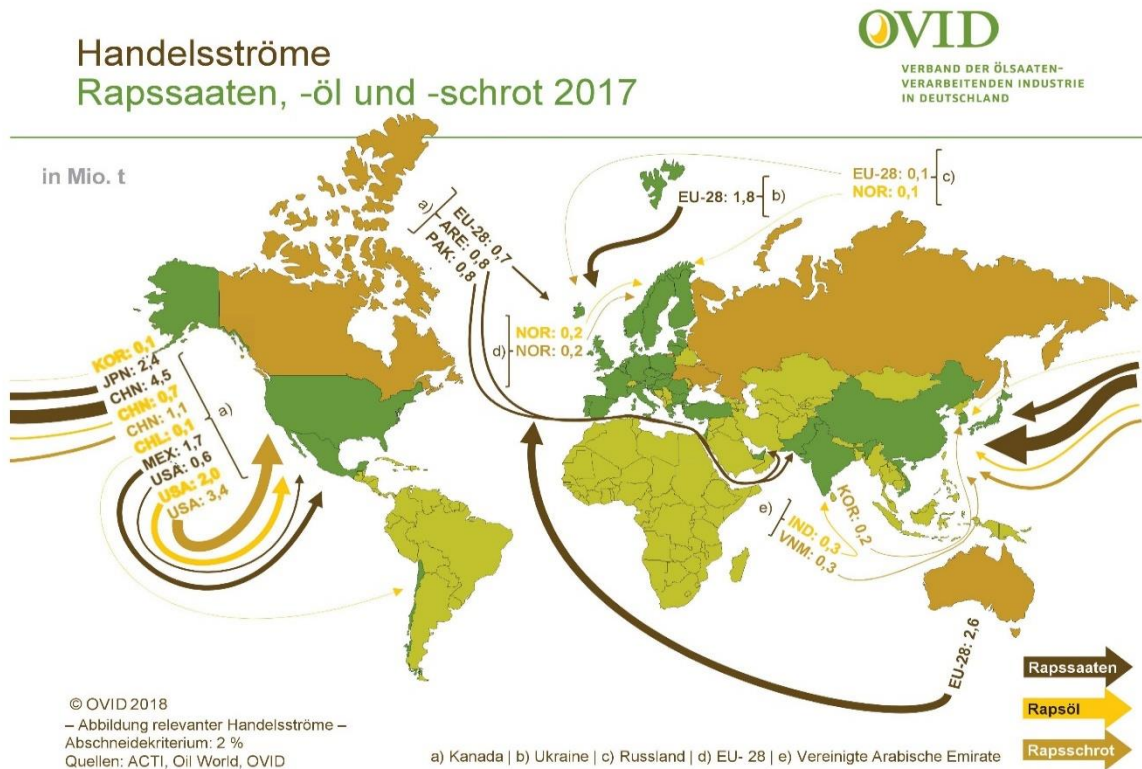 Handelsströme
Rapssaaten, -öl und -schrot 2017
OVID
VERBAND DER ÖLSAATEN-
VERARBEITENDEN INDUSTRIE
IN DEUTSCHLAND
in Mio. t
a)
EU-28: 0,7
ARE: 0,8
PAK: 0,8
EU-28: 1,8
b)
EU-28: 0,1
NOR: 0,1
c)
d)
NOR: 0,2
NOR: 0,2
KOR: 0,1
JPN: 2,4
CHN: 4,5
CHN: 0,7
CHN: 1,1
CHL: 0,1
MEX: 1,7
USA: 0,6
USA: 2,0
USA: 3,4
a)
e)
IND: 0,3
VNM: 0,3
KOR: 0,2
EU-28: 2,6
Rapssaaten
Rapsöl
Rapsschrot
© OVID 2018
– Abbildung relevanter Handelsströme –
Abschneidekriterium: 2 %
Quellen: ACTI, Oil World, OVID
a) Kanada | b) Ukraine | c) Russland | d) EU- 28 | e) Vereinigte Arabische Emirate